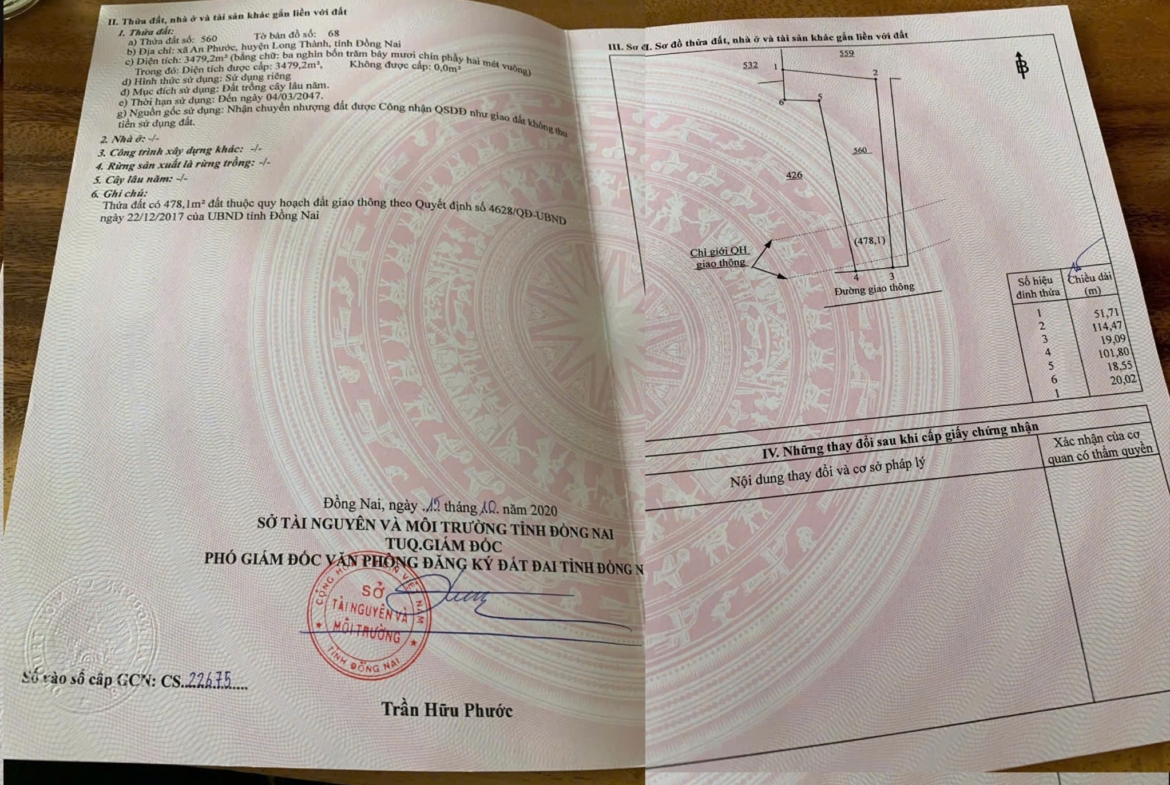 II. Thửa đất, nhà ở và tài sản khác gắn liền với đất
1. Thửa đất:
a) Thửa đất số: 560 Tờ bản đồ số: 68
b) Địa chỉ: xã An Phước, huyện Long Thành, tỉnh Đồng Nai
c) Diện tích: 3479,2m² (bằng chữ: ba nghìn bốn trăm bảy mươi chín phẩy hai mét vuông)
Trong đó: Diện tích được cấp: 3479,2m², Không được cấp: 0,0m²
d) Hình thức sử dụng: Sử dụng riêng
đ) Mục đích sử dụng: Đất trồng cây lâu năm.
e) Thời hạn sử dụng: Đến ngày 04/03/2047.
g) Nguồn gốc sử dụng: Nhận chuyển nhượng đất được Công nhận QSDĐ như giao đất không thu
tiền sử dụng đất.
2. Nhà ở: -/-
3. Công trình xây dựng khác: -/-
4. Rừng sản xuất là rừng trồng: -/-
5. Cây lâu năm: -/-
6. Ghi chú:
Thửa đất có 478,1m² đất thuộc quy hoạch đất giao thông theo Quyết định số 4628/QĐ-UBND
ngày 22/12/2017 của UBND tỉnh Đồng Nai
Đồng Nai, ngày 15 tháng 10. năm 2020
SỞ TÀI NGUYÊN VÀ MÔI TRƯỜNG TỈNH ĐỒNG NAI
TUQ.GIÁM ĐỐC
PHÓ GIÁM ĐỐC VĂN PHÒNG ĐĂNG KÝ ĐẤT ĐAI TỈNH ĐỒNG N
SỞ
TÀI NGUYÊN VÀ
MÔI TRƯỜNG
TỈNH ĐỒNG NAI
Số vào sổ cấp GCN: CS.22675
Trần Hữu Phước
III. Sơ đ. Sơ đồ thửa đất, nhà ở và tài sản khác gắn liền với đất
559
532
1
2
6
5
560
426
(478,1)
Chỉ giới QH
giao thông
4
3
Đường giao thông
B
Số hiệu đỉnh thửa Chiều dài (m)
1
51,71
2
114,47
3
19,09
4
101,80
5
18,55
6
20,02
1
IV. Những thay đổi sau khi cấp giấy chứng nhận
Nội dung thay đổi và cơ sở pháp lý
Xác nhận của cơ
quan có thẩm quyền